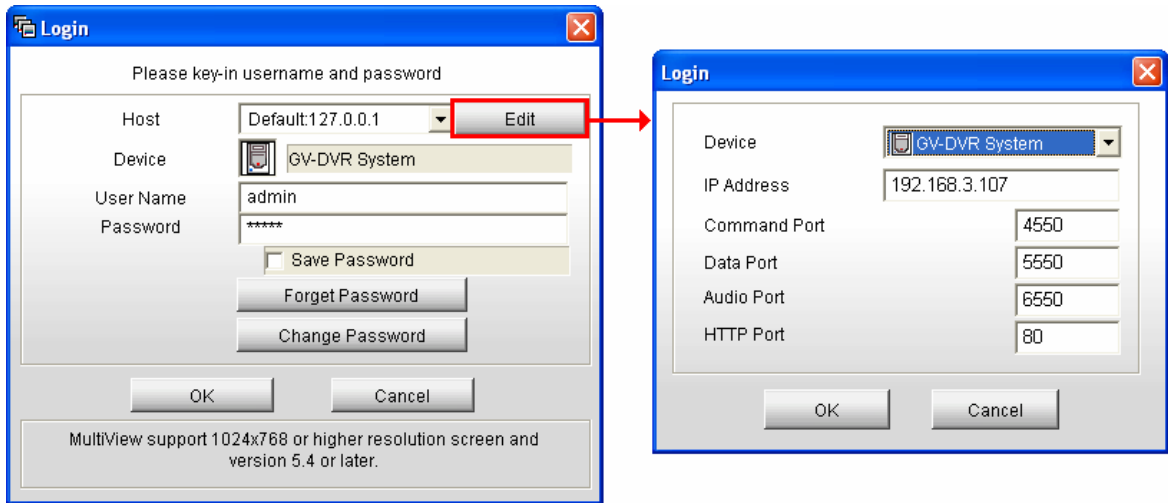 Login
Please key-in username and password
Host Default:127.0.0.1 Edit
Device GV-DVR System
User Name admin
Password *****
Save Password
Forget Password
Change Password
OK Cancel
MultiView support 1024x768 or higher resolution screen and
version 5.4 or later.
Login
Device GV-DVR System
IP Address 192.168.3.107
Command Port 4550
Data Port 5550
Audio Port 6550
HTTP Port 80
OK Cancel